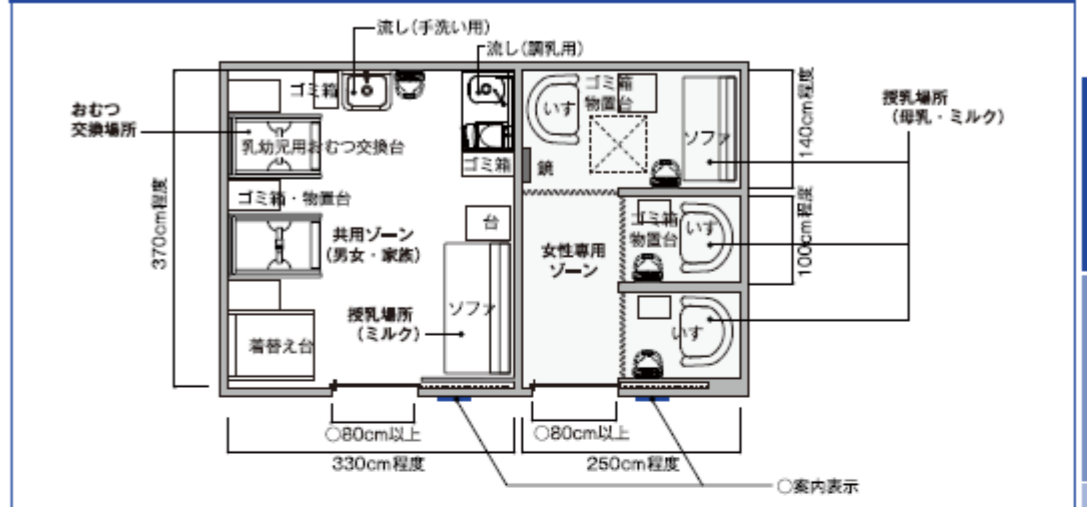 流し(手洗い用)
流し(調乳用)
おむつ
交換場所
ゴミ箱
乳幼児用おむつ交換台
ゴミ箱
ゴミ箱・物置台
台
共用ゾーン
(男女・家族)
授乳場所
(ミルク)
ソファ
着替え台
いす
ゴミ箱
物置台
ソファ
鏡
女性専用
ゾーン
ゴミ箱
物置台
いす
いす
授乳場所
(母乳・ミルク)
140cm程度
100cm程度
370cm程度
○80cm以上
330cm程度
○80cm以上
250cm程度
○案内表示